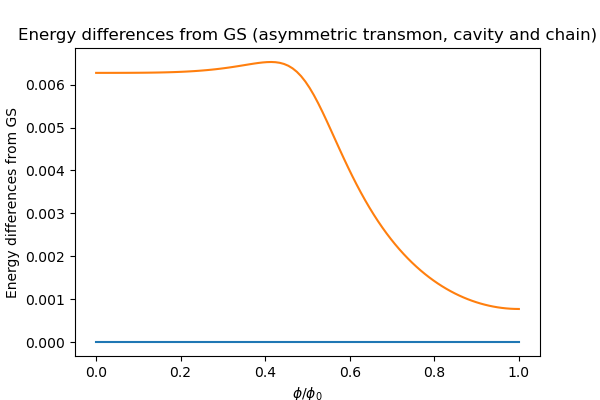 Energy differences from GS (asymmetric transmon, cavity and chain)
Energy differences from GS
0.006
0.005
0.004
0.003
0.002
0.001
0.000
0.0 0.2 0.4 0.6 0.8 1.0
ϕ/ϕ₀